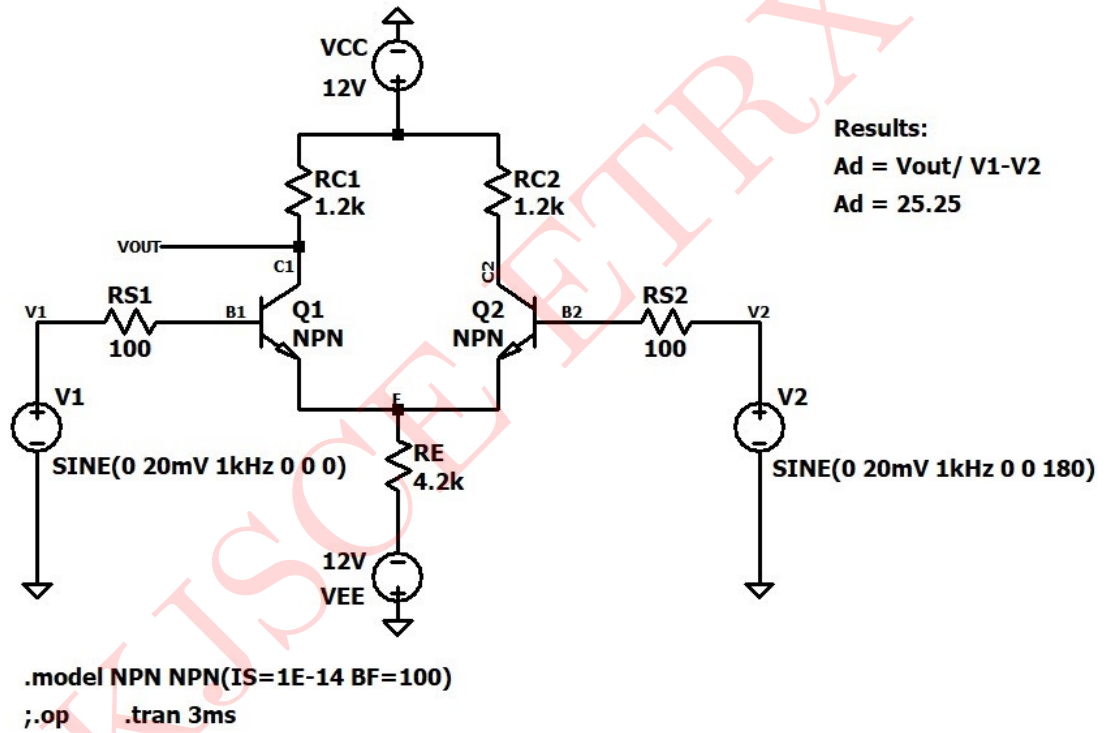 VCC
12V
Results:
Ad = Vout/ V1-V2
Ad = 25.25
RC1
1.2k
RC2
1.2k
VOUT
C1
C2
V1
RS1
100
B1
Q1
NPN
Q2
NPN
B2
RS2
100
V2
V1
SINE(0 20mV 1kHz 0 0 0)
E
RE
4.2k
V2
SINE(0 20mV 1kHz 0 0 180)
12V
VEE
.model NPN NPN(IS=1E-14 BF=100)
;.op .tran 3ms
KJSCE ETRX